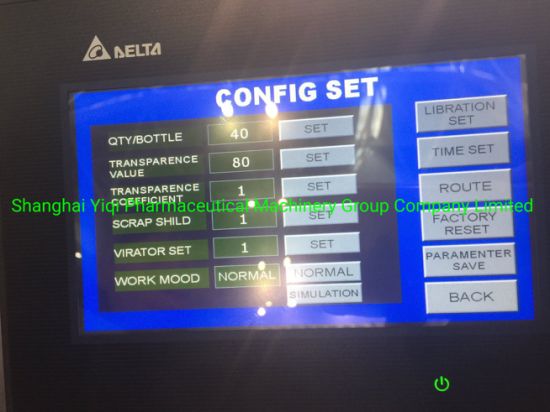 DELTA
CONFIG SET
QTY/BOTTLE 40 SET
TRANSPARENCE VALUE 80 SET
TRANSPARENCE COEFFICIENT 1 SET
Shanghai Yiqi Pharmaceutical Machinery Group Company Limited
SCRAP SHILD 1 SET
VIRATOR SET 1 SET
WORK MOOD NORMAL NORMAL
SIMULATION
LIBRATION SET
TIME SET
ROUTE
FACTORY RESET
PARAMENTER SAVE
BACK